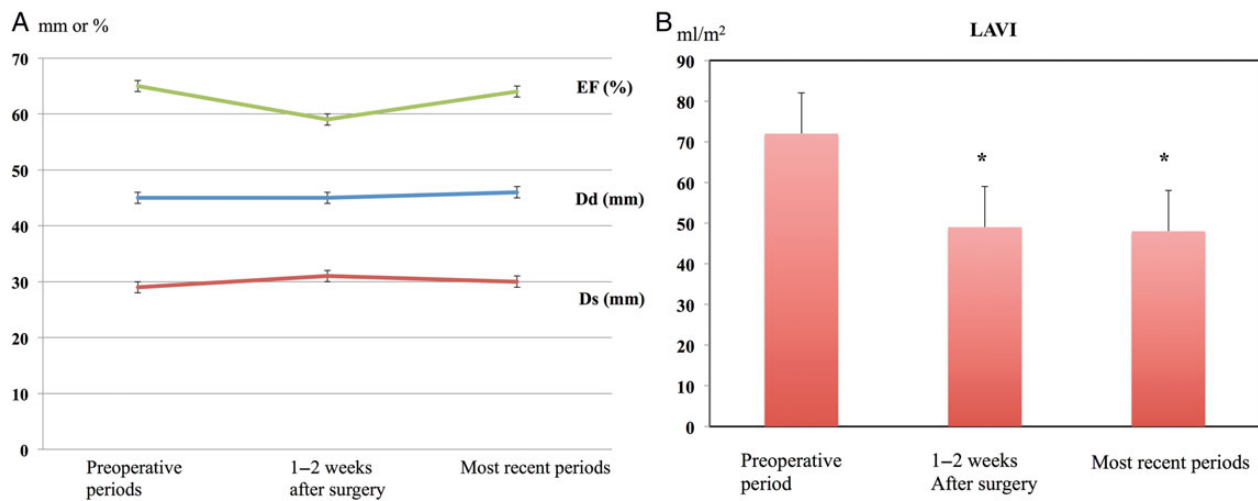 A mm or %
70
60
50
40
30
20
10
0
EF (%)
Dd (mm)
Ds (mm)
Preoperative
periods
1–2 weeks
after surgery
Most recent periods
B ml/m²
LAVI
90
80
70
60
50
40
30
20
10
0
*
*
Preoperative
period
1–2 weeks
After surgery
Most recent periods